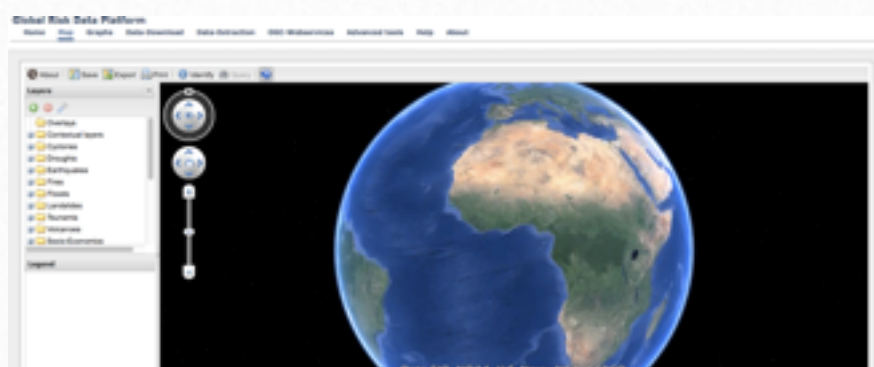 Global Risk Data Platform
Home Map Graphs Data-Download Data-Extraction OGC-Webservices Advanced tools Help About
About Save Export Print Identify Query
Layers
Overlays
Contextual layers
Cyclones
Droughts
Earthquakes
Fires
Floods
Landslides
Tsunamis
Volcanoes
Socio-Economics
Legend